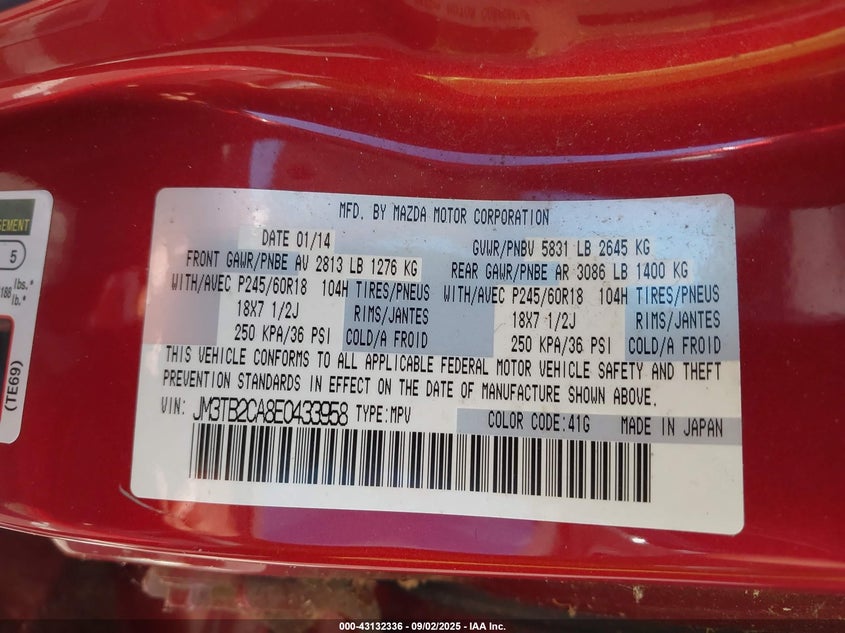 MFD. BY MAZDA MOTOR CORPORATION
DATE 01/14 GVWR/PNBV 5831 LB 2645 KG
FRONT GAWR/PNBE AV 2813 LB 1276 KG REAR GAWR/PNBE AR 3086 LB 1400 KG
WITH/AVEC P245/60R18 104H TIRES/PNEUS WITH/AVEC P245/60R18 104H TIRES/PNEUS
18X7 1/2J RIMS/JANTES 18X7 1/2J RIMS/JANTES
250 KPA/36 PSI COLD/A FROID 250 KPA/36 PSI COLD/A FROID
THIS VEHICLE CONFORMS TO ALL APPLICABLE FEDERAL MOTOR VEHICLE SAFETY AND THEFT
PREVENTION STANDARDS IN EFFECT ON THE DATE OF MANUFACTURE SHOWN ABOVE.
VIN: JM3TB2CA8E0433958 TYPE:MPV COLOR CODE:41G MADE IN JAPAN
5
lbs.*
lb.*
(TE69)
000-43132336 - 09/02/2025 - IAA Inc.